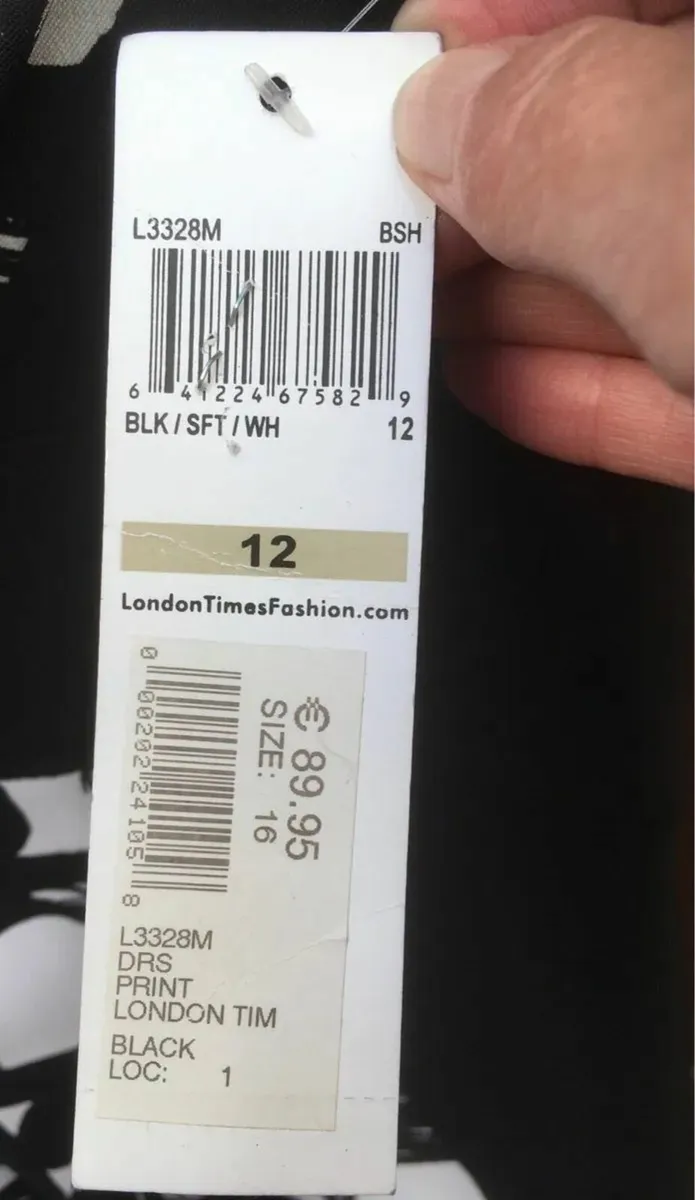 L3328M BSH
6 41224 67582 9
BLK / SFT / WH 12
12
LondonTimesFashion.com
0 00202 24105 8
€ 89.95
SIZE: 16
L3328M
DRS
PRINT
LONDON TIM
BLACK
LOC: 1